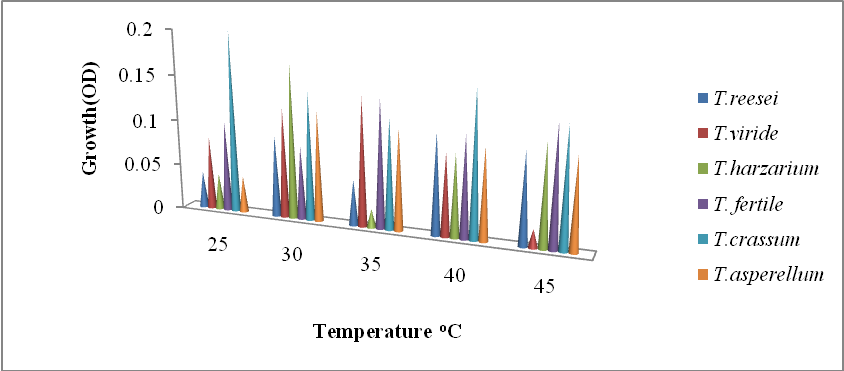 0.2
0.15
0.1
0.05
0
Growth(OD)
25
30
35
40
45
Temperature °C
T.reesei
T.viride
T.harzarium
T. fertile
T.crassum
T.asperellum